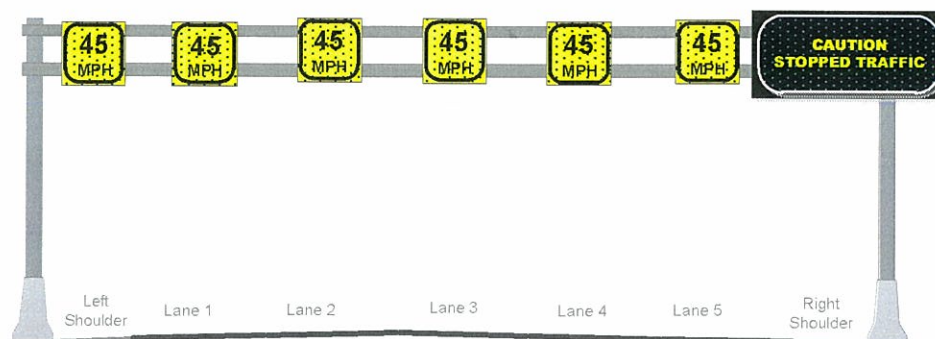 45
MPH
45
MPH
45
MPH
45
MPH
45
MPH
45
MPH
CAUTION
STOPPED TRAFFIC
Left
Shoulder
Lane 1
Lane 2
Lane 3
Lane 4
Lane 5
Right
Shoulder